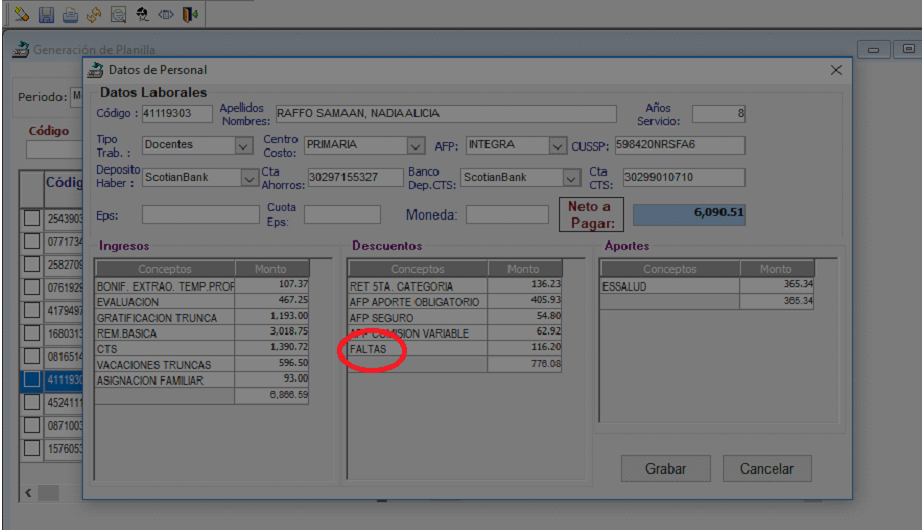 Generación de Planilla
Datos de Personal
Datos Laborales
Código : 41119303 Apellidos Nombres: RAFFO SAMAAN, NADIA ALICIA Años Servicio: 8
Tipo Trab. : Docentes Centro Costo: PRIMARIA AFP: INTEGRA CUSSP: 598420NRSFA6
Deposito Haber : ScotianBank Cta Ahorros: 30297155327 Banco Dep.CTS: ScotianBank Cta CTS: 30299010710
Eps: Cuota Eps: Moneda: Neto a Pagar: 6,090.51
Periodo: M
Código
Códig
2543903
0771734
2582709
0761929
4179497
1680313
0816514
4111930
4524111
0871003
1576053
Ingresos
Conceptos Monto
BONIF. EXTRAO. TEMP.PROF 107.37
EVALUACION 467.25
GRATIFICACION TRUNCA 1,193.00
REM.BASICA 3,018.75
CTS 1,390.72
VACACIONES TRUNCAS 596.50
ASIGNACION FAMILIAR 93.00
6,866.59
Descuentos
Conceptos Monto
RET 5TA. CATEGORIA 136.23
AFP APORTE OBLIGATORIO 405.93
AFP SEGURO 54.80
AFP COMISION VARIABLE 62.92
FALTAS 116.20
776.08
Aportes
Conceptos Monto
ESSALUD 365.34
365.34
Grabar Cancelar